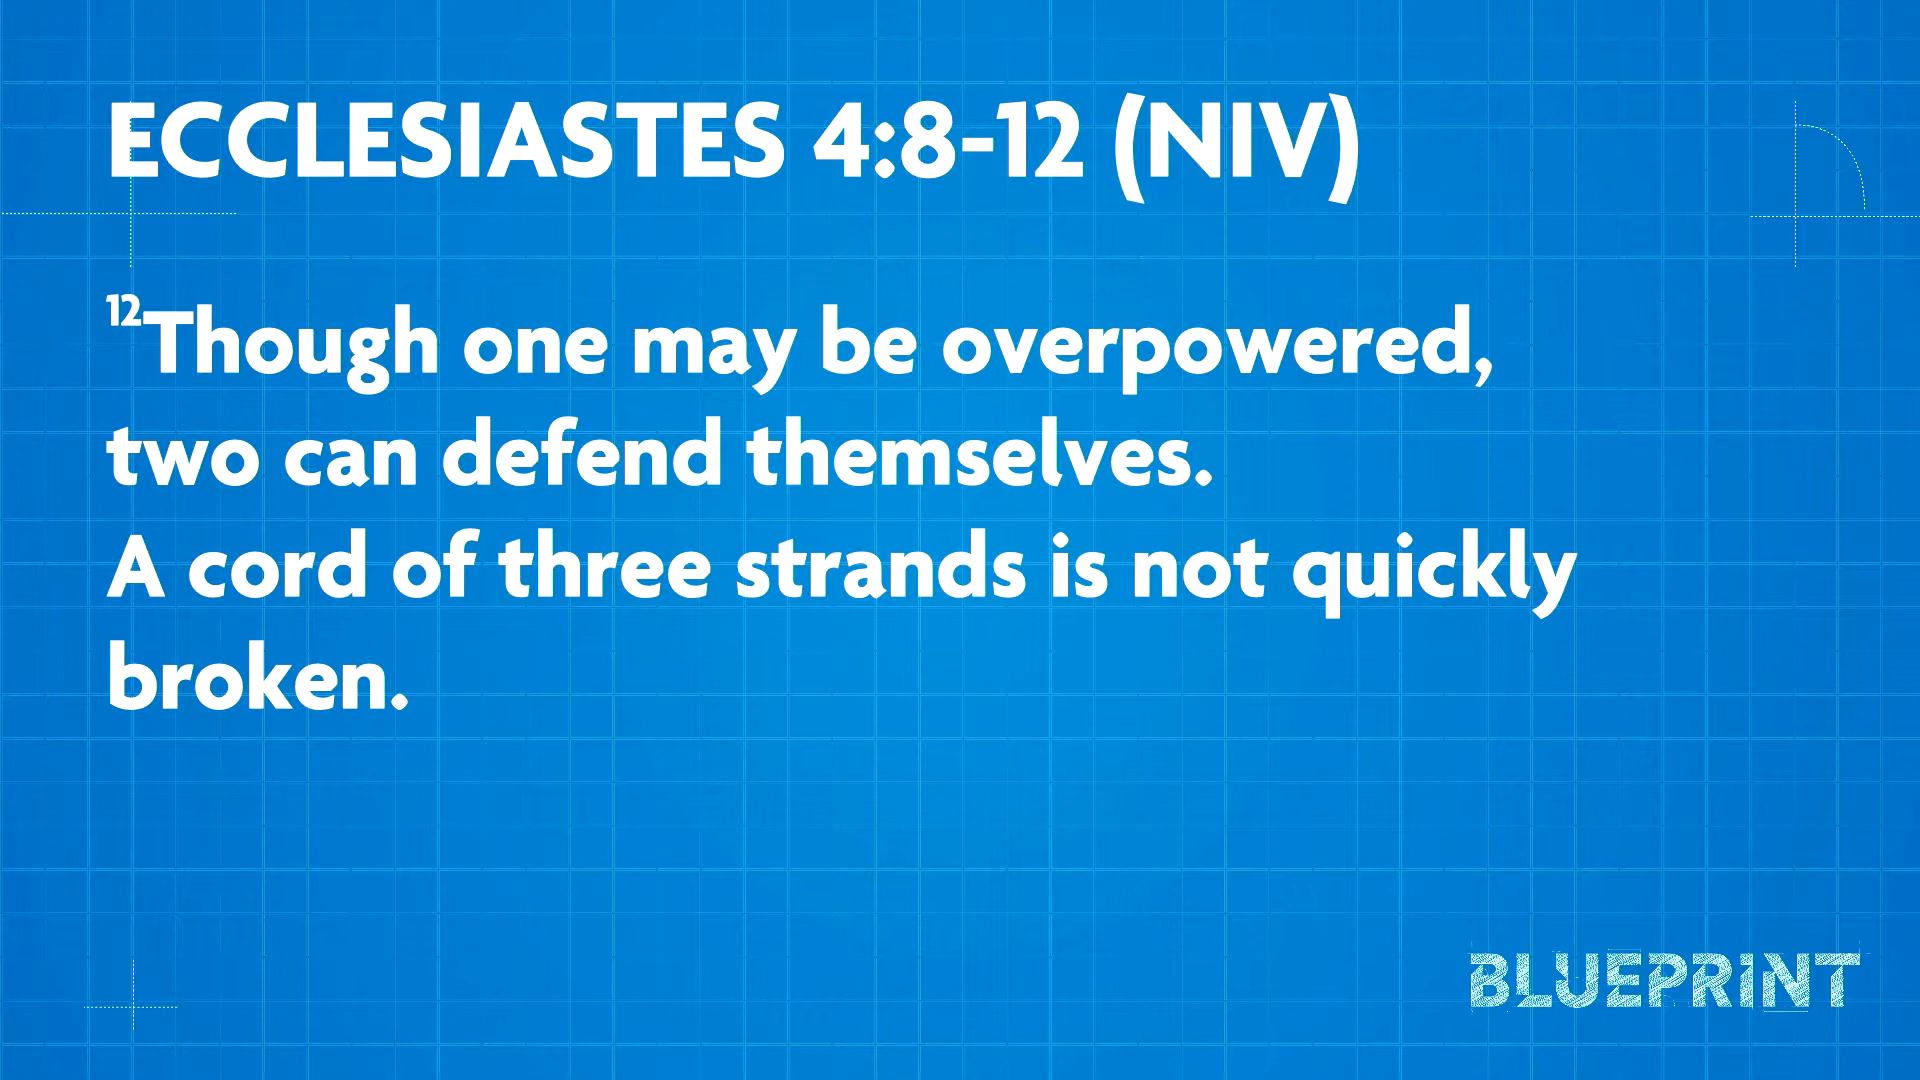 ECCLESIASTES 4:8-12 (NIV)
12Though one may be overpowered,
two can defend themselves.
A cord of three strands is not quickly
broken.
BLUEPRINT